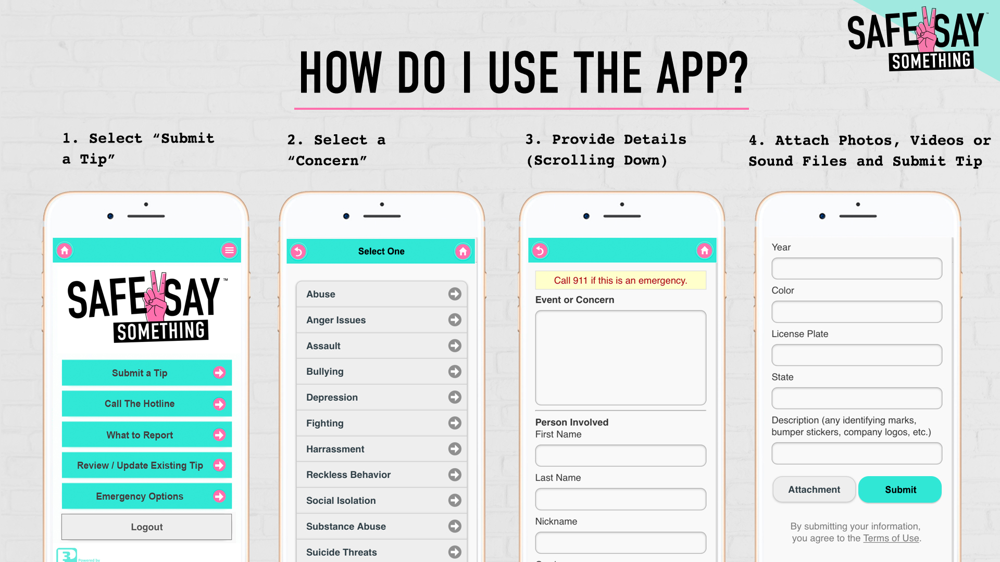 SAFE SAY ™
SOMETHING
HOW DO I USE THE APP?
1. Select “Submit
a Tip”
2. Select a
“Concern”
3. Provide Details
(Scrolling Down)
4. Attach Photos, Videos or
Sound Files and Submit Tip
SAFE SAY ™
SOMETHING
Submit a Tip
Call The Hotline
What to Report
Review / Update Existing Tip
Emergency Options
Logout
Powered by
Select One
Abuse
Anger Issues
Assault
Bullying
Depression
Fighting
Harrassment
Reckless Behavior
Social Isolation
Substance Abuse
Suicide Threats
Call 911 if this is an emergency.
Event or Concern
Person Involved
First Name
Last Name
Nickname
Year
Color
License Plate
State
Description (any identifying marks,
bumper stickers, company logos, etc.)
Attachment
Submit
By submitting your information,
you agree to the Terms of Use.